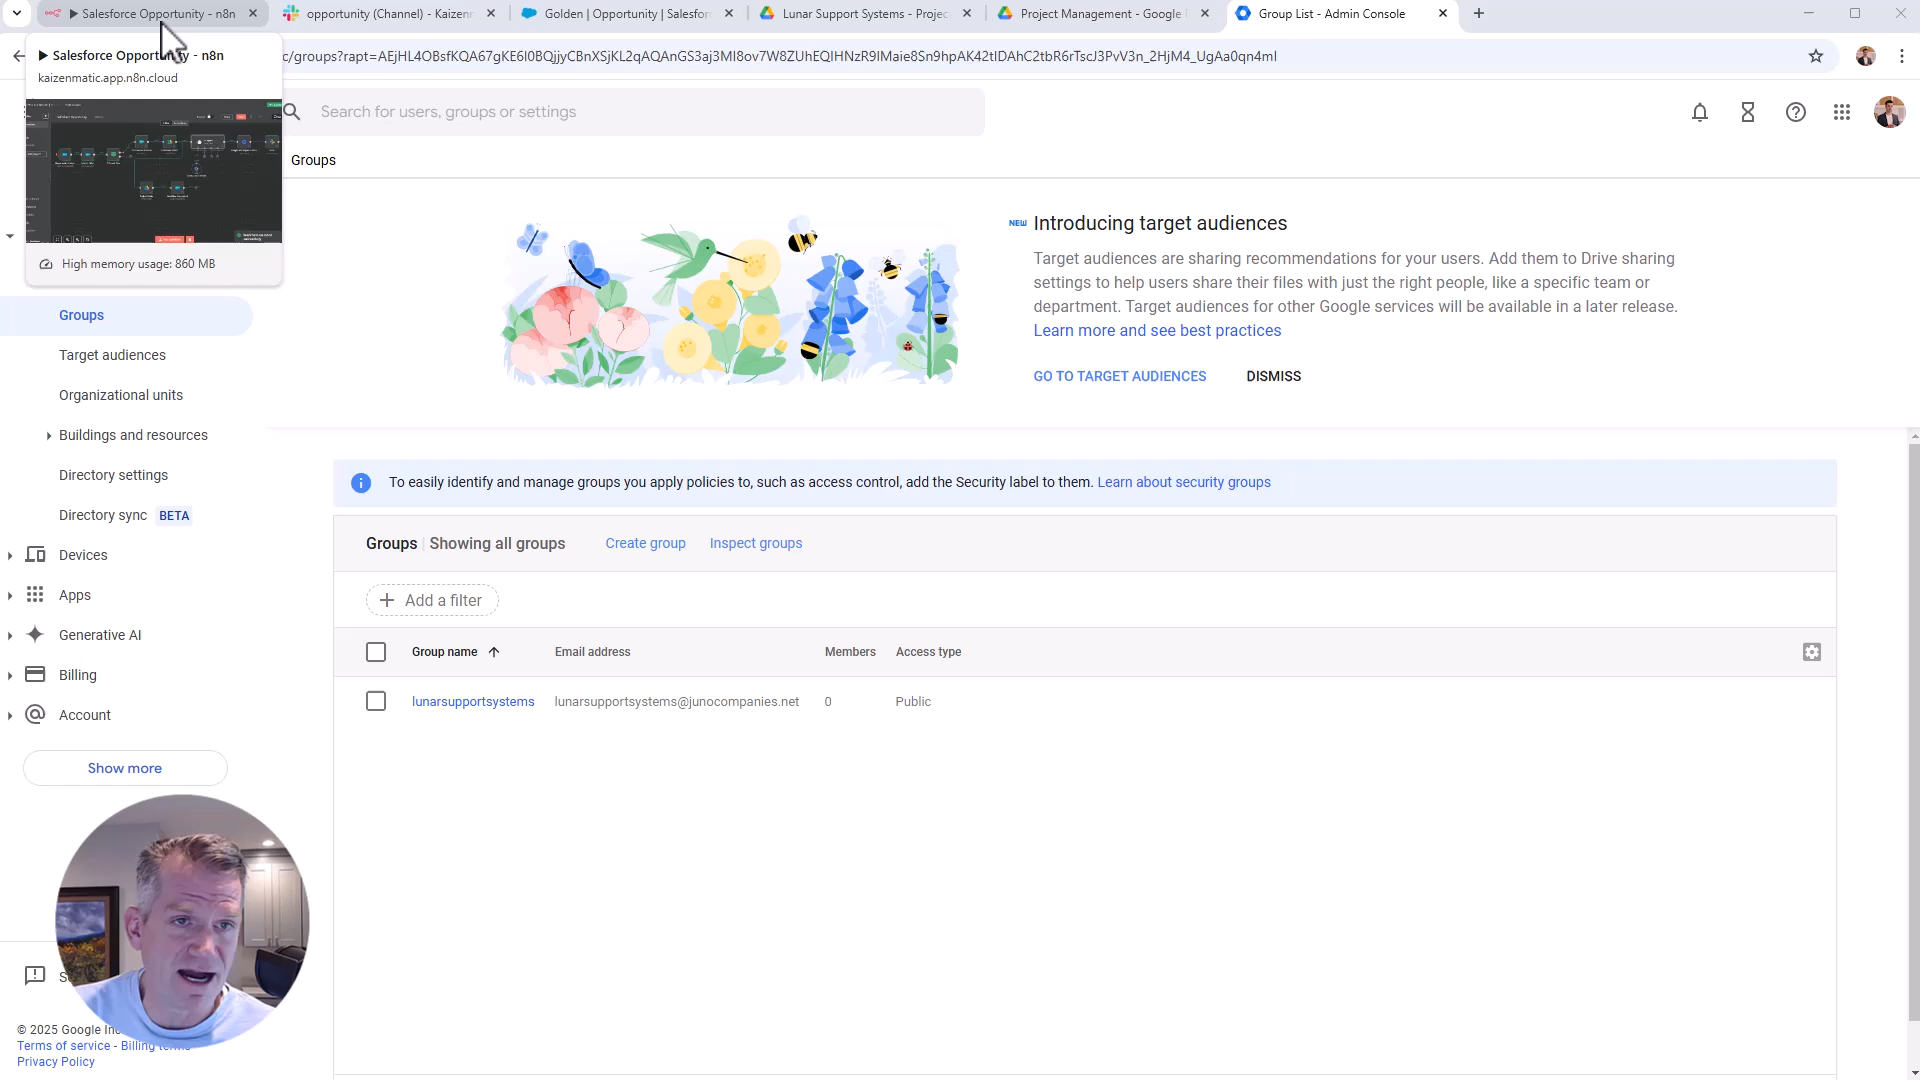 ▶ Salesforce Opportunity - n8n
opportunity (Channel) - Kaizenm
Golden | Opportunity | Salesforc
Lunar Support Systems - Projec
Project Management - Google
Group List - Admin Console
▶ Salesforce Opportunity - n8n
kaizenmatic.app.n8n.cloud
High memory usage: 860 MB
Search for users, groups or settings
Groups
NEW Introducing target audiences
Target audiences are sharing recommendations for your users. Add them to Drive sharing
settings to help users share their files with just the right people, like a specific team or
department. Target audiences for other Google services will be available in a later release.
Learn more and see best practices
GO TO TARGET AUDIENCES DISMISS
Groups
Target audiences
Organizational units
Buildings and resources
Directory settings
Directory sync BETA
Devices
Apps
Generative AI
Billing
Account
Show more
© 2025 Google Inc
Terms of service - Billing terms
Privacy Policy
To easily identify and manage groups you apply policies to, such as access control, add the Security label to them. Learn about security groups
Groups | Showing all groups Create group Inspect groups
+ Add a filter
Group name Email address Members Access type
lunarsupportsystems lunarsupportsystems@junocompanies.net 0 Public